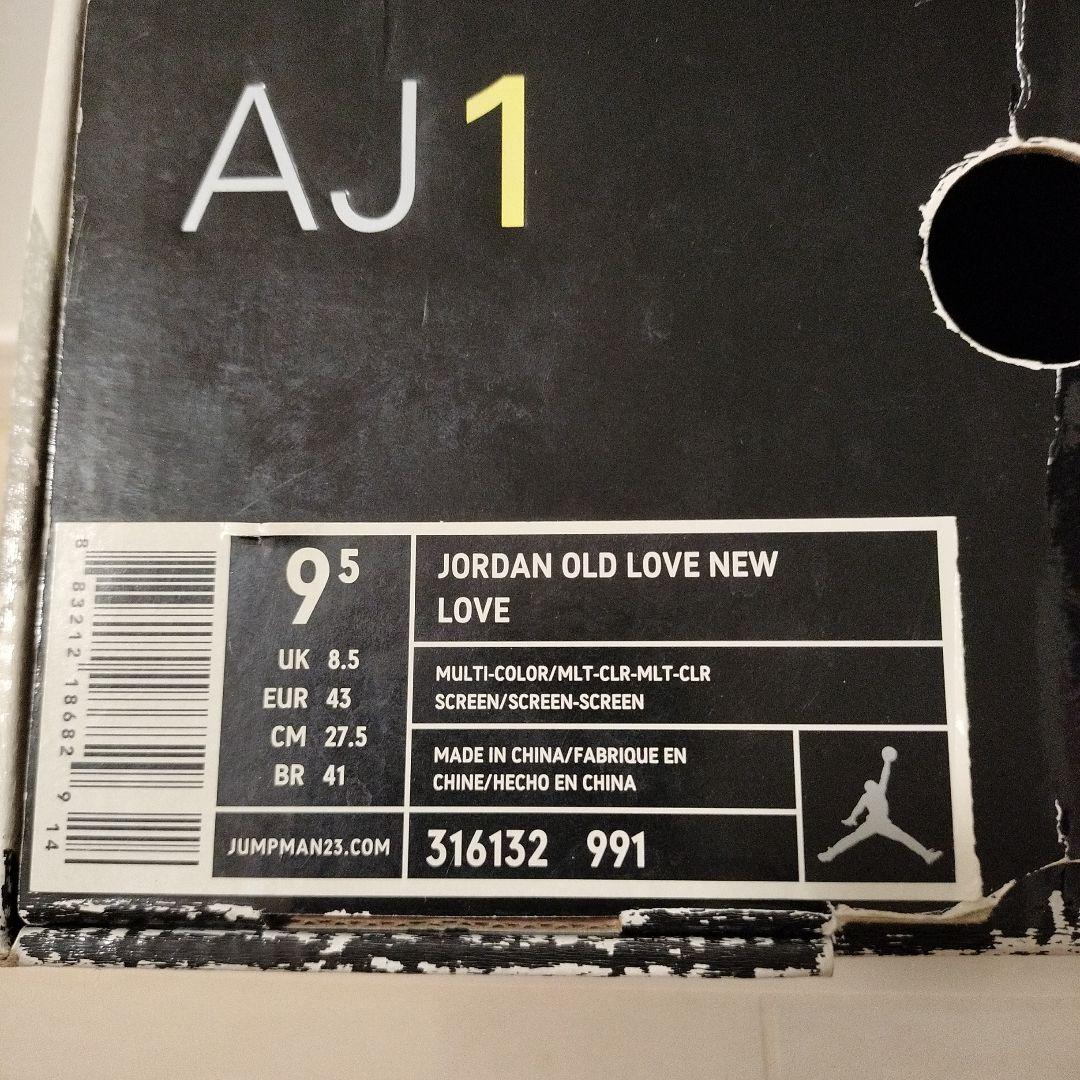 AJ1
9 5
UK 8.5
EUR 43
CM 27.5
BR 41
JUMPMAN23.COM
JORDAN OLD LOVE NEW
LOVE
MULTI-COLOR/MLT-CLR-MLT-CLR
SCREEN/SCREEN-SCREEN
MADE IN CHINA/FABRIQUE EN
CHINE/HECHO EN CHINA
316132 991
8 83212 18682 9 14